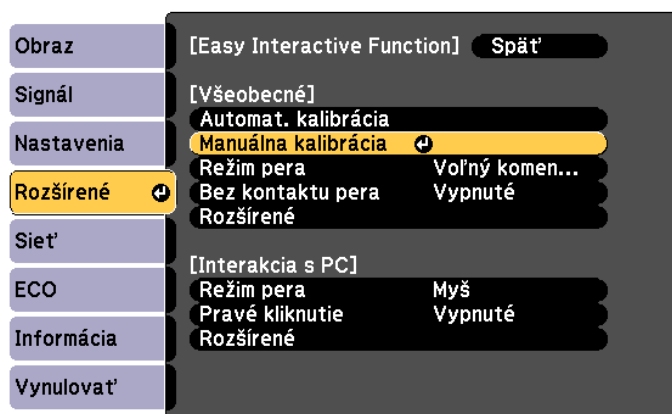 Obraz
Signál
Nastavenia
Rozšírené
Sieť
ECO
Informácia
Vynulovať
[Easy Interactive Function] Späť
[Všeobecné]
Automat. kalibrácia
Manuálna kalibrácia
Režim pera Voľný komen...
Bez kontaktu pera Vypnuté
Rozšírené
[Interakcia s PC]
Režim pera Myš
Pravé kliknutie Vypnuté
Rozšírené